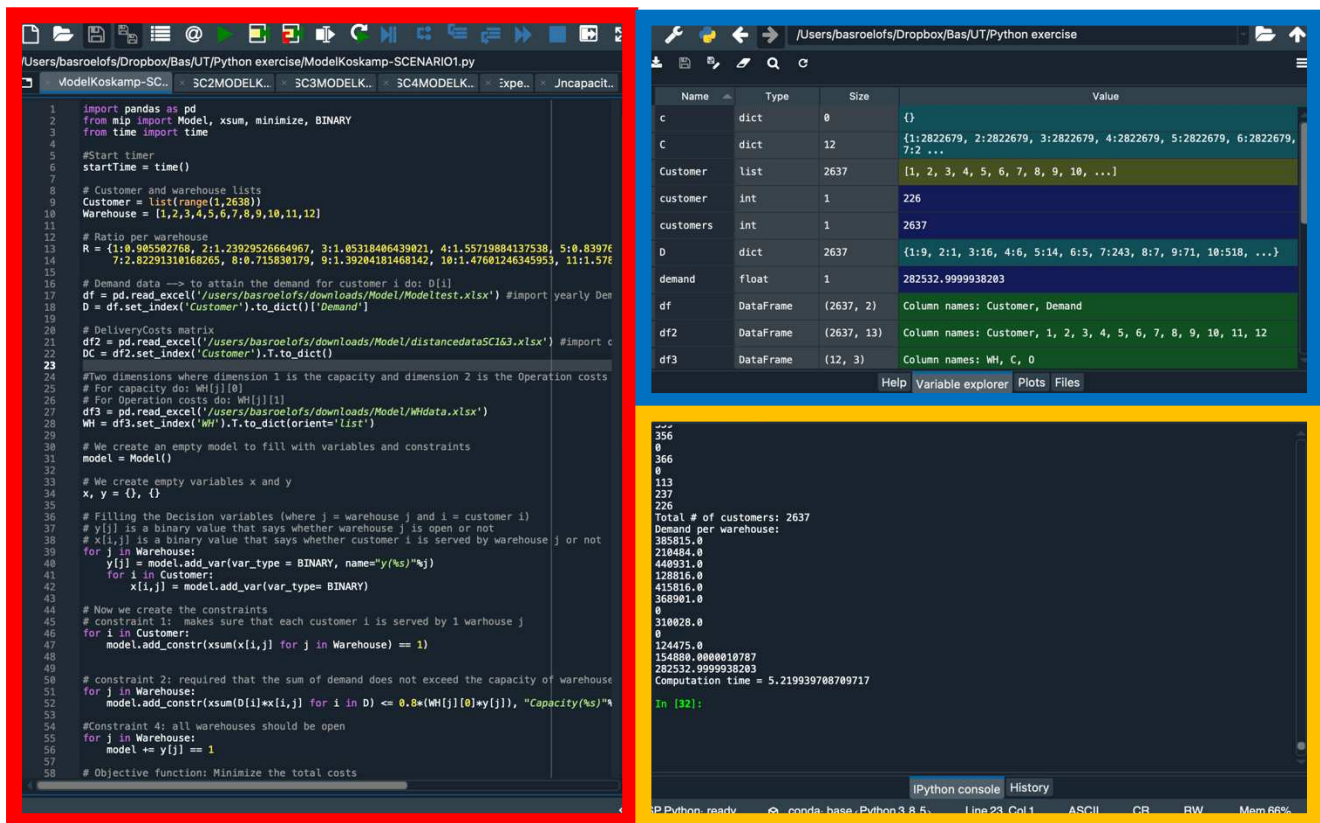 /Users/basroelofs/Dropbox/Bas/UT/Python exercise/ModelKoskamp-SCENARIO1.py
ModelKoskamp-SC.. SC2MODELK.. SC3MODELK.. SC4MODELK.. Expe.. Uncapacit..
1 import pandas as pd
2 from mip import Model, xsum, minimize, BINARY
3 from time import time
4
5 #Start timer
6 startTime = time()
7
8 # Customer and warehouse lists
9 Customer = list(range(1,2638))
10 Warehouse = [1,2,3,4,5,6,7,8,9,10,11,12]
11
12 # Ratio per warehouse
13 R = {1:0.905502768, 2:1.23929526664967, 3:1.05318406439021, 4:1.55719884137538, 5:0.83976
14 7:2.82291310168265, 8:0.715830179, 9:1.39204181468142, 10:1.47601246345953, 11:1.578
15
16 # Demand data --> to attain the demand for customer i do: D[i]
17 df = pd.read_excel('/users/basroelofs/downloads/Model/Modeltest.xlsx') #import yearly Dem
18 D = df.set_index('Customer').to_dict()['Demand']
19
20 # DeliveryCosts matrix
21 df2 = pd.read_excel('/users/basroelofs/downloads/Model/distancedataSC1&3.xlsx') #import
22 DC = df2.set_index('Customer').T.to_dict()
23
24 #Two dimensions where dimension 1 is the capacity and dimension 2 is the Operation costs
25 # For capacity do: WH[j][0]
26 # For Operation costs do: WH[j][1]
27 df3 = pd.read_excel('/users/basroelofs/downloads/Model/WHdata.xlsx')
28 WH = df3.set_index('WH').T.to_dict(orient='list')
29
30 # We create an empty model to fill with variables and constraints
31 model = Model()
32
33 # We create empty variables x and y
34 x, y = {}, {}
35
36 # Filling the Decision variables (where j = warehouse j and i = customer i)
37 # y[j] is a binary value that says whether warehouse j is open or not
38 # x[i,j] is a binary value that says whether customer i is served by warehouse j or not
39 for j in Warehouse:
40 y[j] = model.add_var(var_type = BINARY, name="y(%s)"%j)
41 for i in Customer:
42 x[i,j] = model.add_var(var_type= BINARY)
43
44 # Now we create the constraints
45 # constraint 1: makes sure that each customer i is served by 1 warhouse j
46 for i in Customer:
47 model.add_constr(xsum(x[i,j] for j in Warehouse) == 1)
48
49
50 # constraint 2: required that the sum of demand does not exceed the capacity of warehouse
51 for j in Warehouse:
52 model.add_constr(xsum(D[i]*x[i,j] for i in D) <= 0.8*(WH[j][0]*y[j]), "Capacity(%s)"%
53
54 #Constraint 4: all warehouses should be open
55 for j in Warehouse:
56 model += y[j] == 1
57
58 # Objective function: Minimize the total costs
/Users/basroelofs/Dropbox/Bas/UT/Python exercise
Name Type Size Value
c dict 0 {}
C dict 12 {1:2822679, 2:2822679, 3:2822679, 4:2822679, 5:2822679, 6:2822679,
7:2 ...
Customer list 2637 [1, 2, 3, 4, 5, 6, 7, 8, 9, 10, ...]
customer int 1 226
customers int 1 2637
D dict 2637 {1:9, 2:1, 3:16, 4:6, 5:14, 6:5, 7:243, 8:7, 9:71, 10:518, ...}
demand float 1 282532.9999938203
df DataFrame (2637, 2) Column names: Customer, Demand
df2 DataFrame (2637, 13) Column names: Customer, 1, 2, 3, 4, 5, 6, 7, 8, 9, 10, 11, 12
df3 DataFrame (12, 3) Column names: WH, C, O
Help Variable explorer Plots Files
356
0
366
0
113
237
226
Total # of customers: 2637
Demand per warehouse:
385815.0
210484.0
440931.0
128816.0
415816.0
368901.0
0
310028.0
0
124475.0
154880.0000010787
282532.9999938203
Computation time = 5.219939708709717
In [32]:
IPython console History
SP Python: ready conda: base (Python 3.8.5) Line 23, Col 1 ASCII CR RW Mem 66%